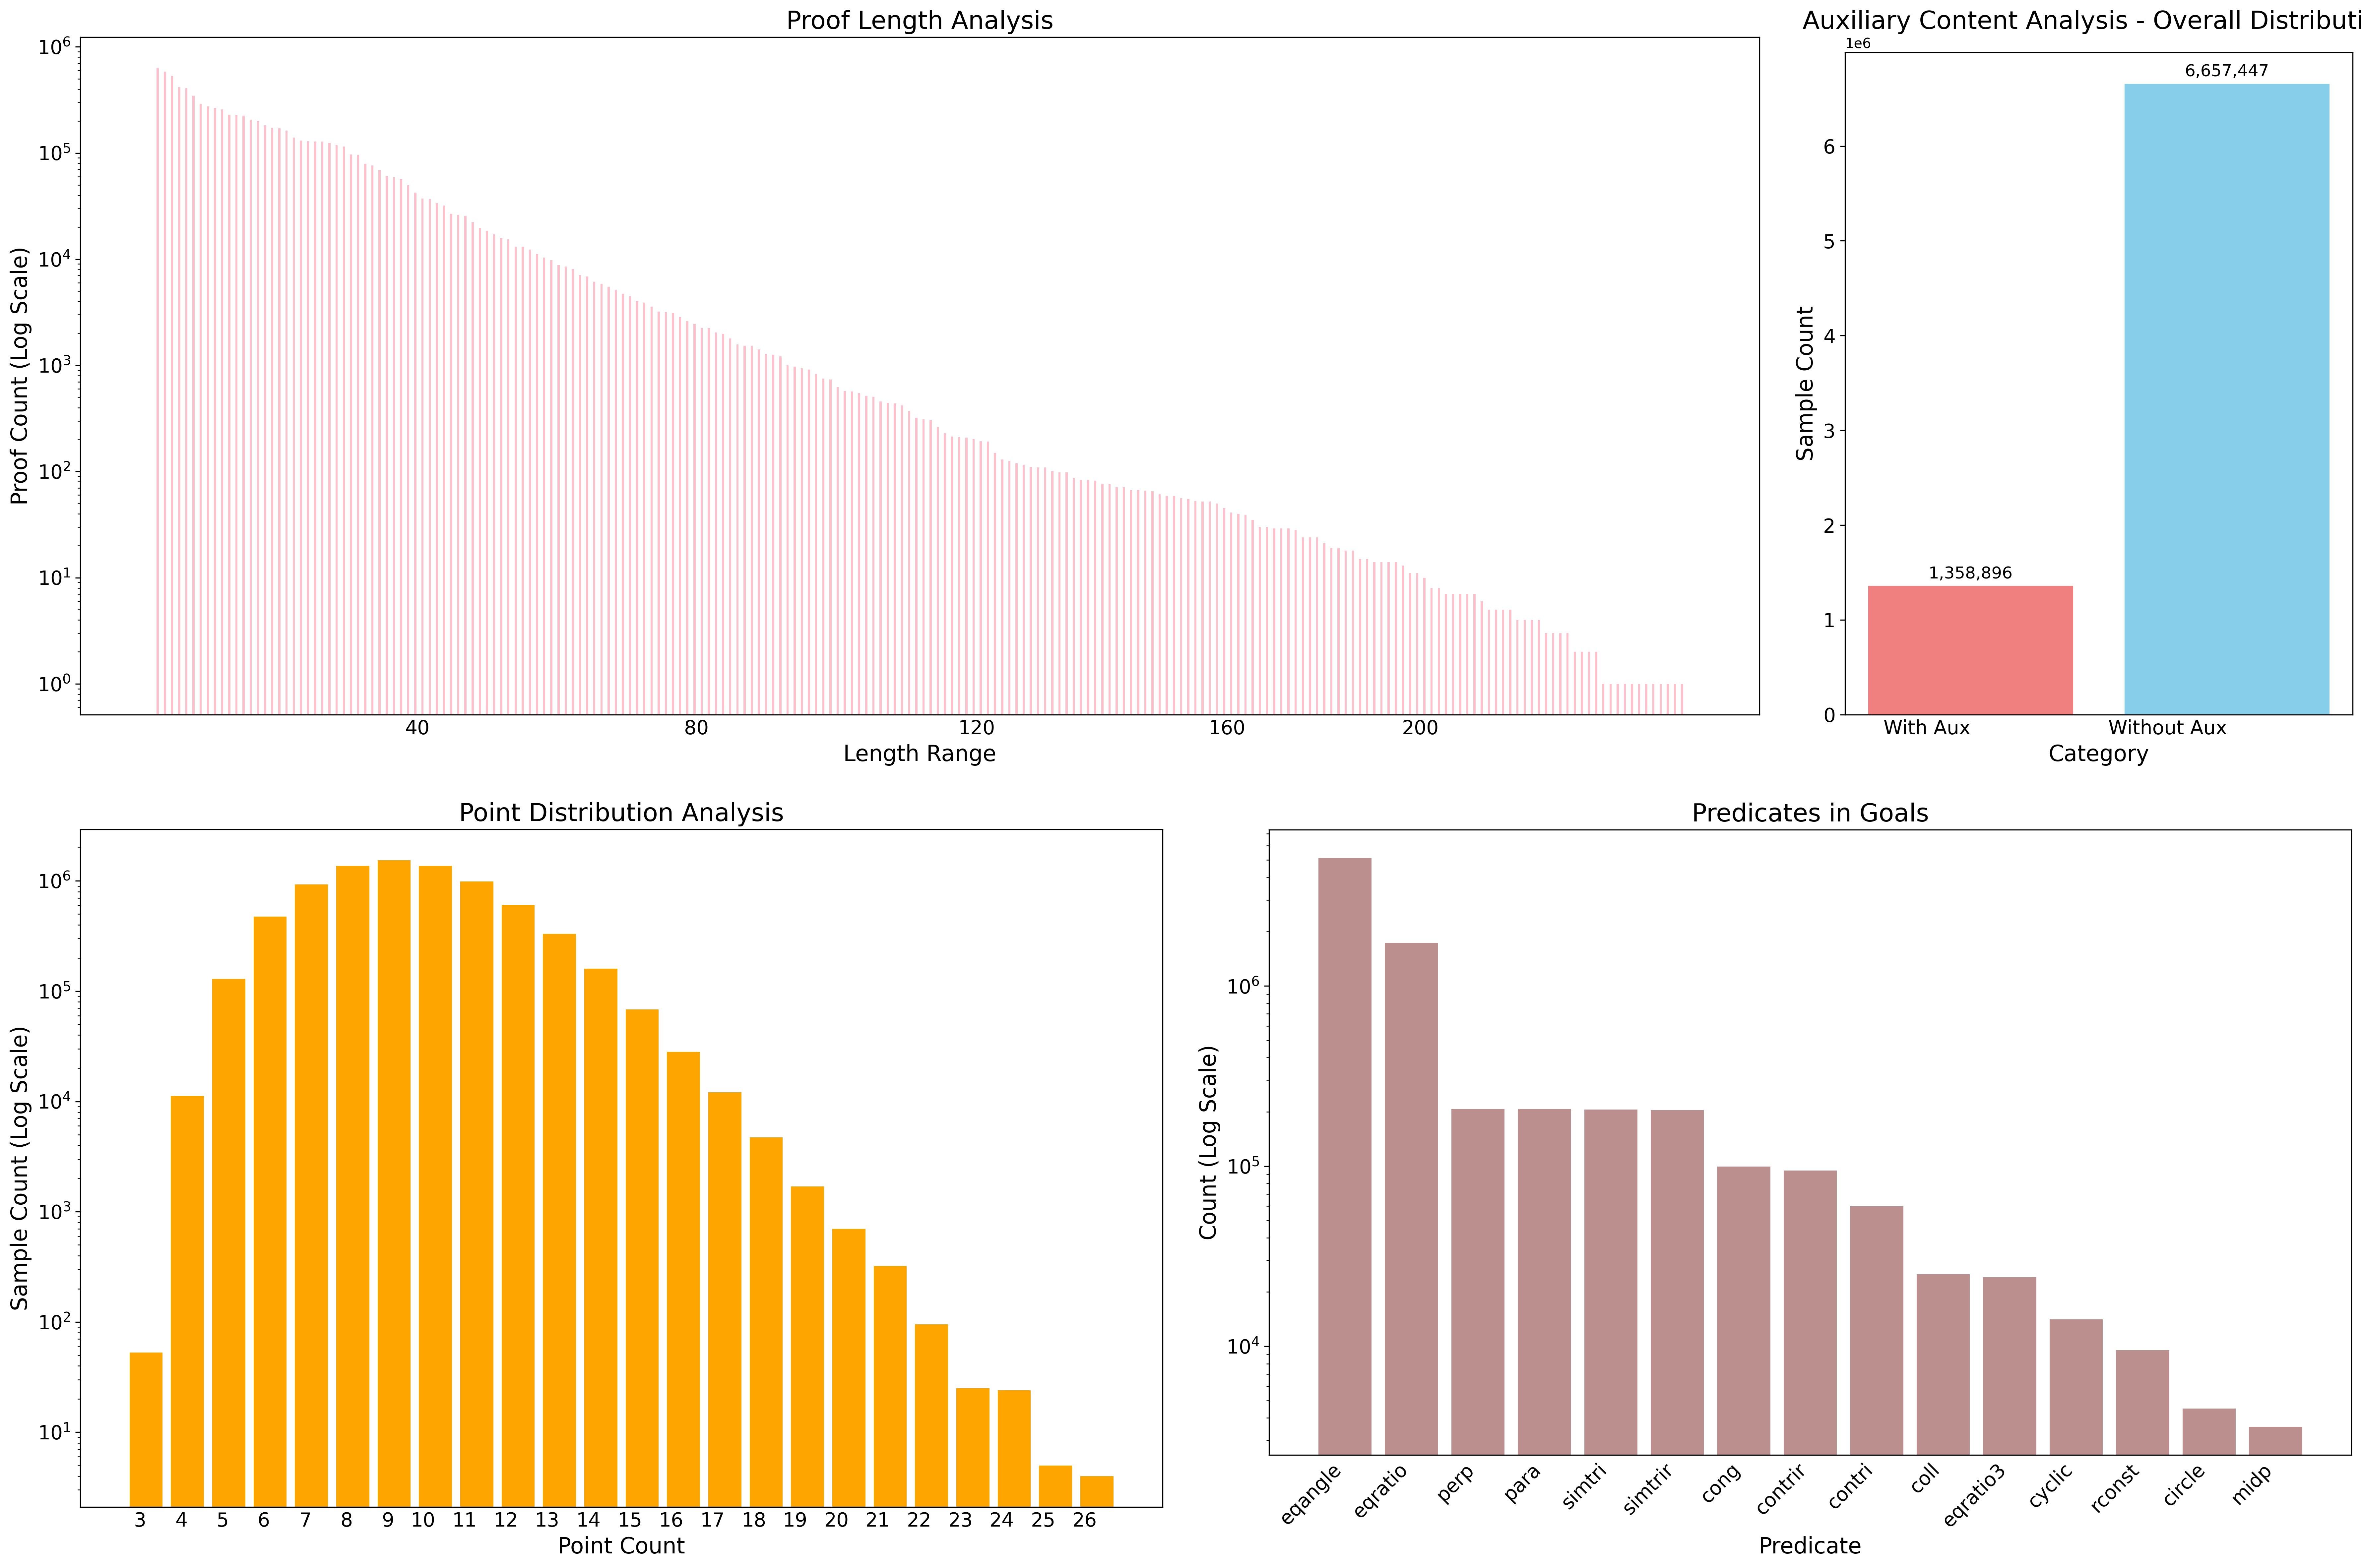 Proof Length Analysis
Proof Count (Log Scale)
10^6
10^5
10^4
10^3
10^2
10^1
10^0
40 80 120 160 200
Length Range
Auxiliary Content Analysis - Overall Distributi
1e6
Sample Count
6
5
4
3
2
1
0
1,358,896
6,657,447
With Aux Without Aux
Category
Point Distribution Analysis
Sample Count (Log Scale)
10^6
10^5
10^4
10^3
10^2
10^1
3 4 5 6 7 8 9 10 11 12 13 14 15 16 17 18 19 20 21 22 23 24 25 26
Point Count
Predicates in Goals
Count (Log Scale)
10^6
10^5
10^4
eqangle eqratio perp para simtri simtrir cong contrir contri coll eqratio3 cyclic rconst circle midp
Predicate